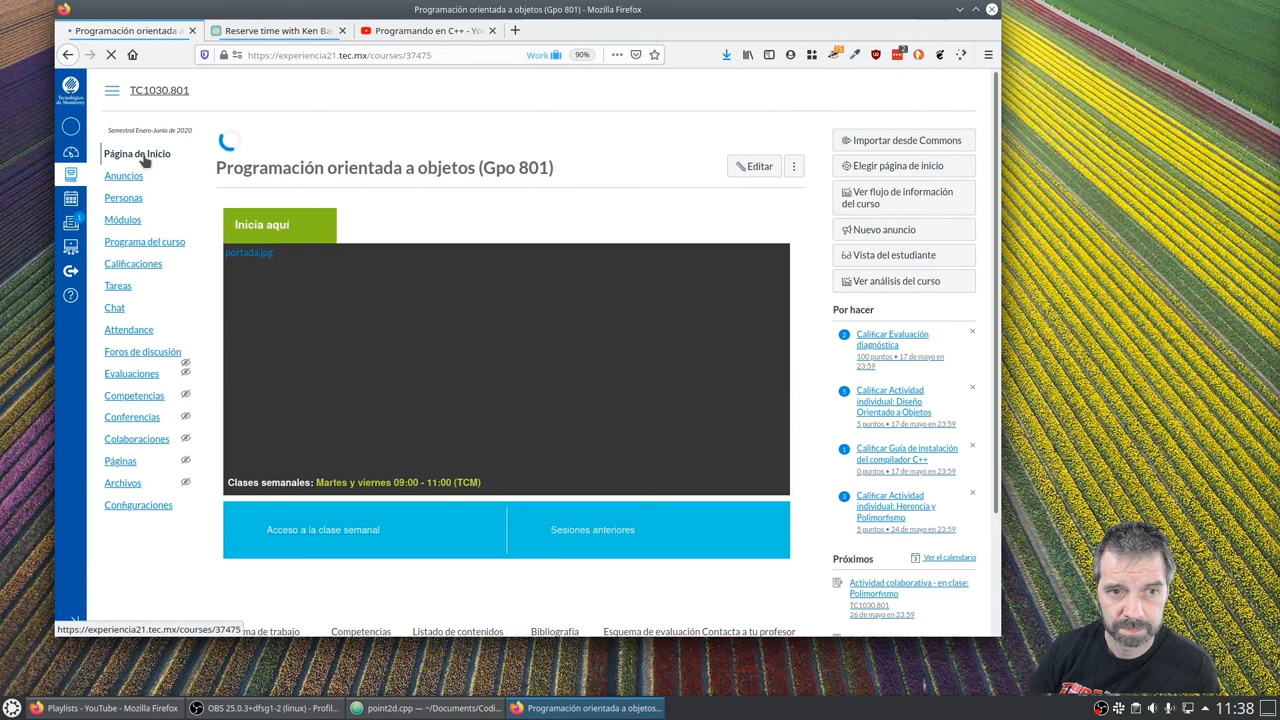 Programación orientada a objetos (Gpo 801) - Mozilla Firefox
Programación orientada a
Reserve time with Ken Ba
Programando en C++ - Yo
https://experiencia21.tec.mx/courses/37475
Work
90%
15
2
Tecnológico
de Monterrey
TC1030.801
Semestral Enero-Junio de 2020
Página de Inicio
Anuncios
Personas
Módulos
Programa del curso
Calificaciones
Tareas
Chat
Attendance
Foros de discusión
Evaluaciones
Competencias
Conferencias
Colaboraciones
Páginas
Archivos
Configuraciones
1
Programación orientada a objetos (Gpo 801)
Editar
Inicia aquí
portada.jpg
Clases semanales: Martes y viernes 09:00 - 11:00 (TCM)
Acceso a la clase semanal
Sesiones anteriores
ma de trabajo
Competencias
Listado de contenidos
Bibliografía
Esquema de evaluación
Contacta a tu profesor
Importar desde Commons
Elegir página de inicio
Ver flujo de información
del curso
Nuevo anuncio
Vista del estudiante
Ver análisis del curso
Por hacer
2
Calificar Evaluación
diagnóstica
100 puntos • 17 de mayo en
23:59
5
Calificar Actividad
individual: Diseño
Orientado a Objetos
5 puntos • 17 de mayo en 23:59
1
Calificar Guía de instalación
del compilador C++
0 puntos • 17 de mayo en 23:59
3
Calificar Actividad
individual: Herencia y
Polimorfismo
5 puntos • 24 de mayo en 23:59
Próximos
Ver el calendario
Actividad colaborativa - en clase:
Polimorfismo
TC1030.801
26 de mayo en 23:59
https://experiencia21.tec.mx/courses/37475
Playlists - YouTube - Mozilla Firefox
OBS 25.0.3+dfsg1-2 (linux) - Profil...
point2d.cpp — ~/Documents/Codi...
Programación orientada a objetos...
11:38